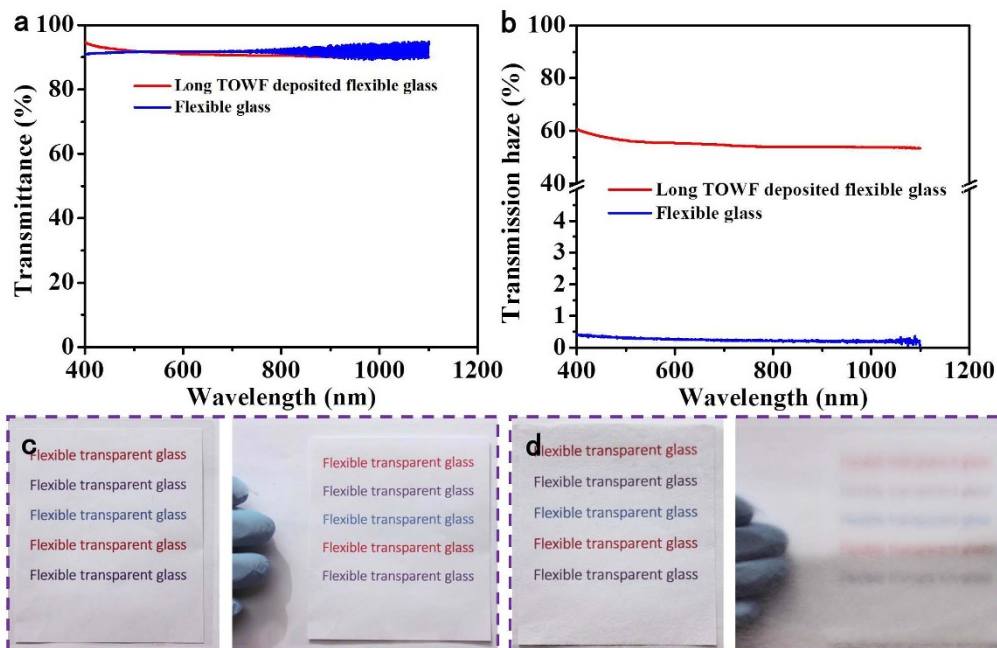 a
100
80
60
40
20
0
Transmittance (%)
Long TOWF deposited flexible glass
Flexible glass
400 600 800 1000 1200
Wavelength (nm)
b
100
80
60
40
4
3
2
1
0
Transmission haze (%)
Long TOWF deposited flexible glass
Flexible glass
400 600 800 1000 1200
Wavelength (nm)
c
Flexible transparent glass
Flexible transparent glass
Flexible transparent glass
Flexible transparent glass
Flexible transparent glass
Flexible transparent glass
Flexible transparent glass
Flexible transparent glass
Flexible transparent glass
Flexible transparent glass
d
Flexible transparent glass
Flexible transparent glass
Flexible transparent glass
Flexible transparent glass
Flexible transparent glass